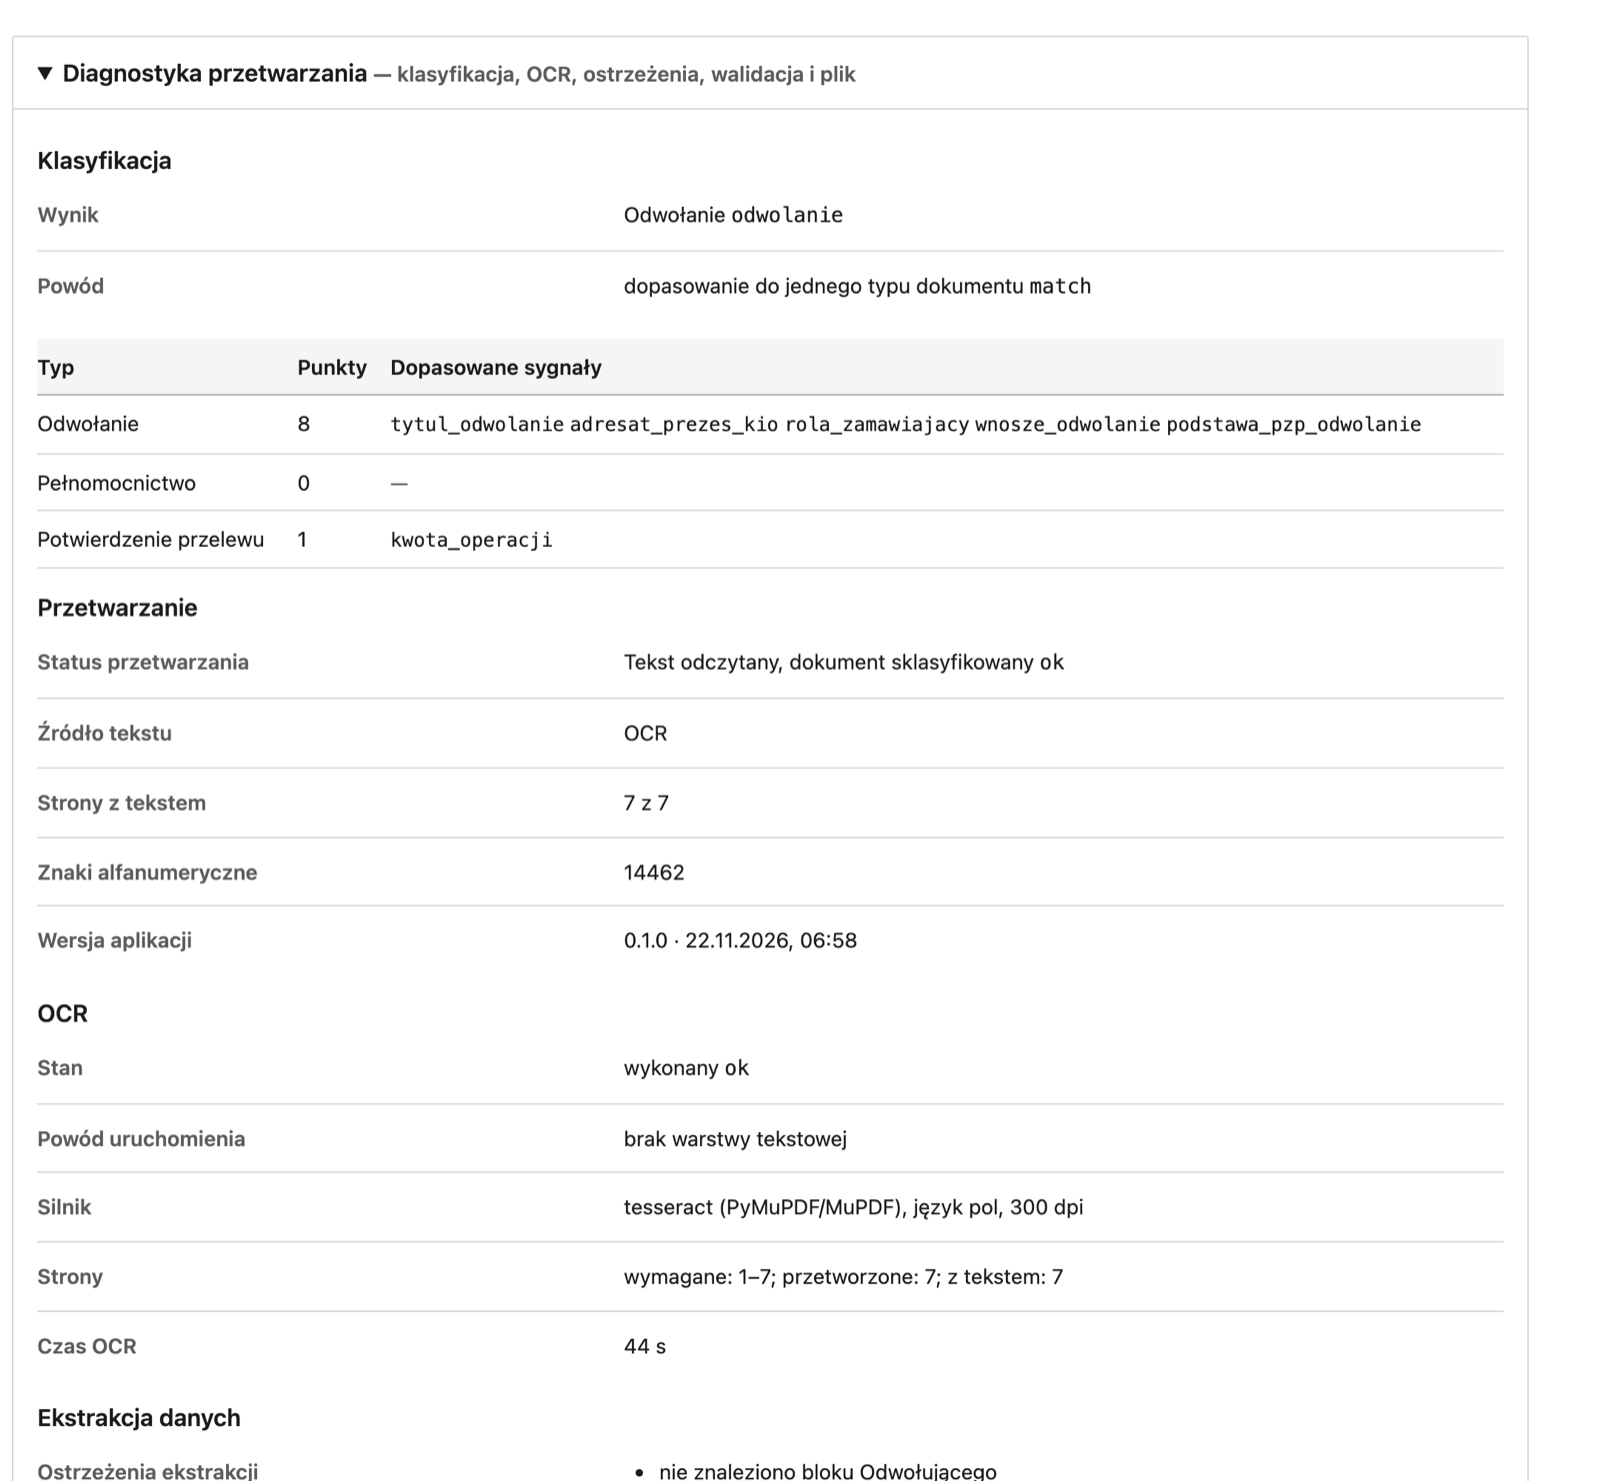 ▼ Diagnostyka przetwarzania — klasyfikacja, OCR, ostrzeżenia, walidacja i plik
Klasyfikacja
Wynik Odwołanie odwolanie
Powód dopasowanie do jednego typu dokumentu match
Typ Punkty Dopasowane sygnały
Odwołanie 8 tytul_odwolanie adresat_prezes_kio rola_zamawiajacy wnosze_odwolanie podstawa_pzp_odwolanie
Pełnomocnictwo 0 —
Potwierdzenie przelewu 1 kwota_operacji
Przetwarzanie
Status przetwarzania Tekst odczytany, dokument sklasyfikowany ok
Źródło tekstu OCR
Strony z tekstem 7 z 7
Znaki alfanumeryczne 14462
Wersja aplikacji 0.1.0 · 22.11.2026, 06:58
OCR
Stan wykonany ok
Powód uruchomienia brak warstwy tekstowej
Silnik tesseract (PyMuPDF/MuPDF), język pol, 300 dpi
Strony wymagane: 1–7; przetworzone: 7; z tekstem: 7
Czas OCR 44 s
Ekstrakcja danych
Ostrzeżenia ekstrakcji • nie znaleziono bloku Odwołującego